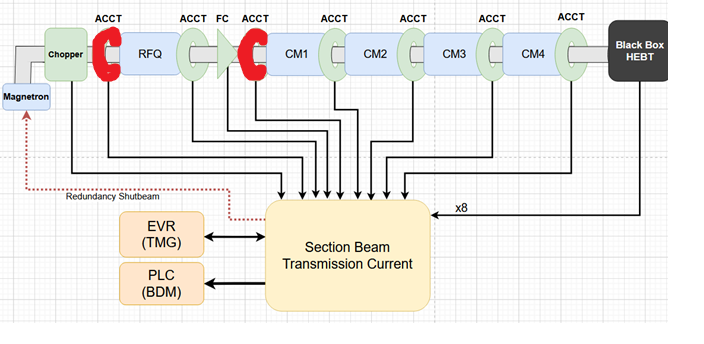 ACCT
ACCT
FC
ACCT
ACCT
ACCT
ACCT
ACCT
Chopper
RFQ
CM1
CM2
CM3
CM4
Black Box
HEBT
Magnetron
Redundancy Shutbeam
x8
EVR
(TMG)
PLC
(BDM)
Section Beam
Transmission Current